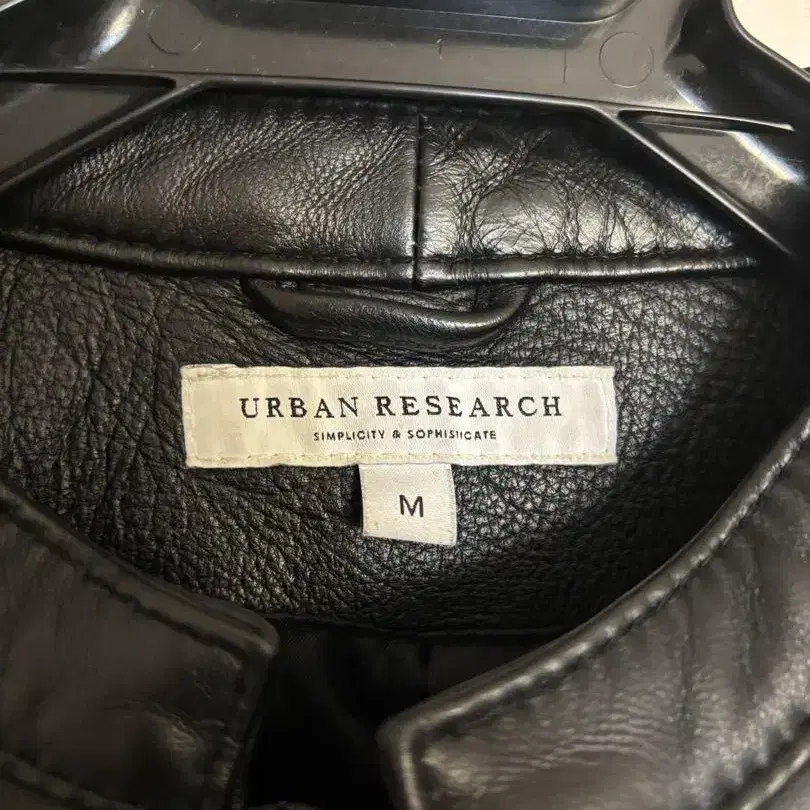 URBAN RESEARCH
SIMPLICITY & SOPHISTICATE
M